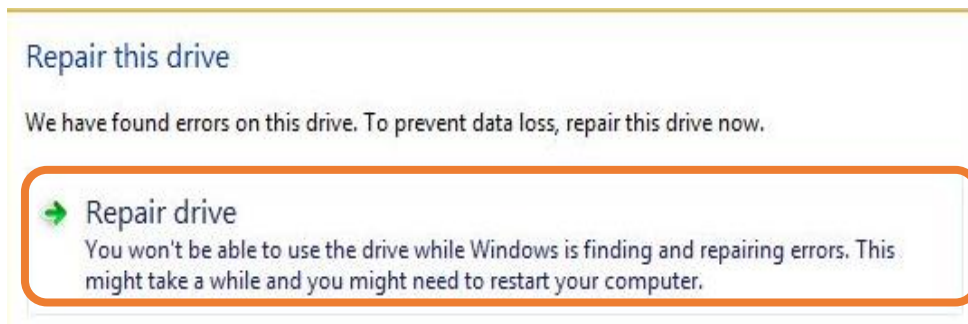 Repair this drive
We have found errors on this drive. To prevent data loss, repair this drive now.
Repair drive
You won't be able to use the drive while Windows is finding and repairing errors. This
might take a while and you might need to restart your computer.